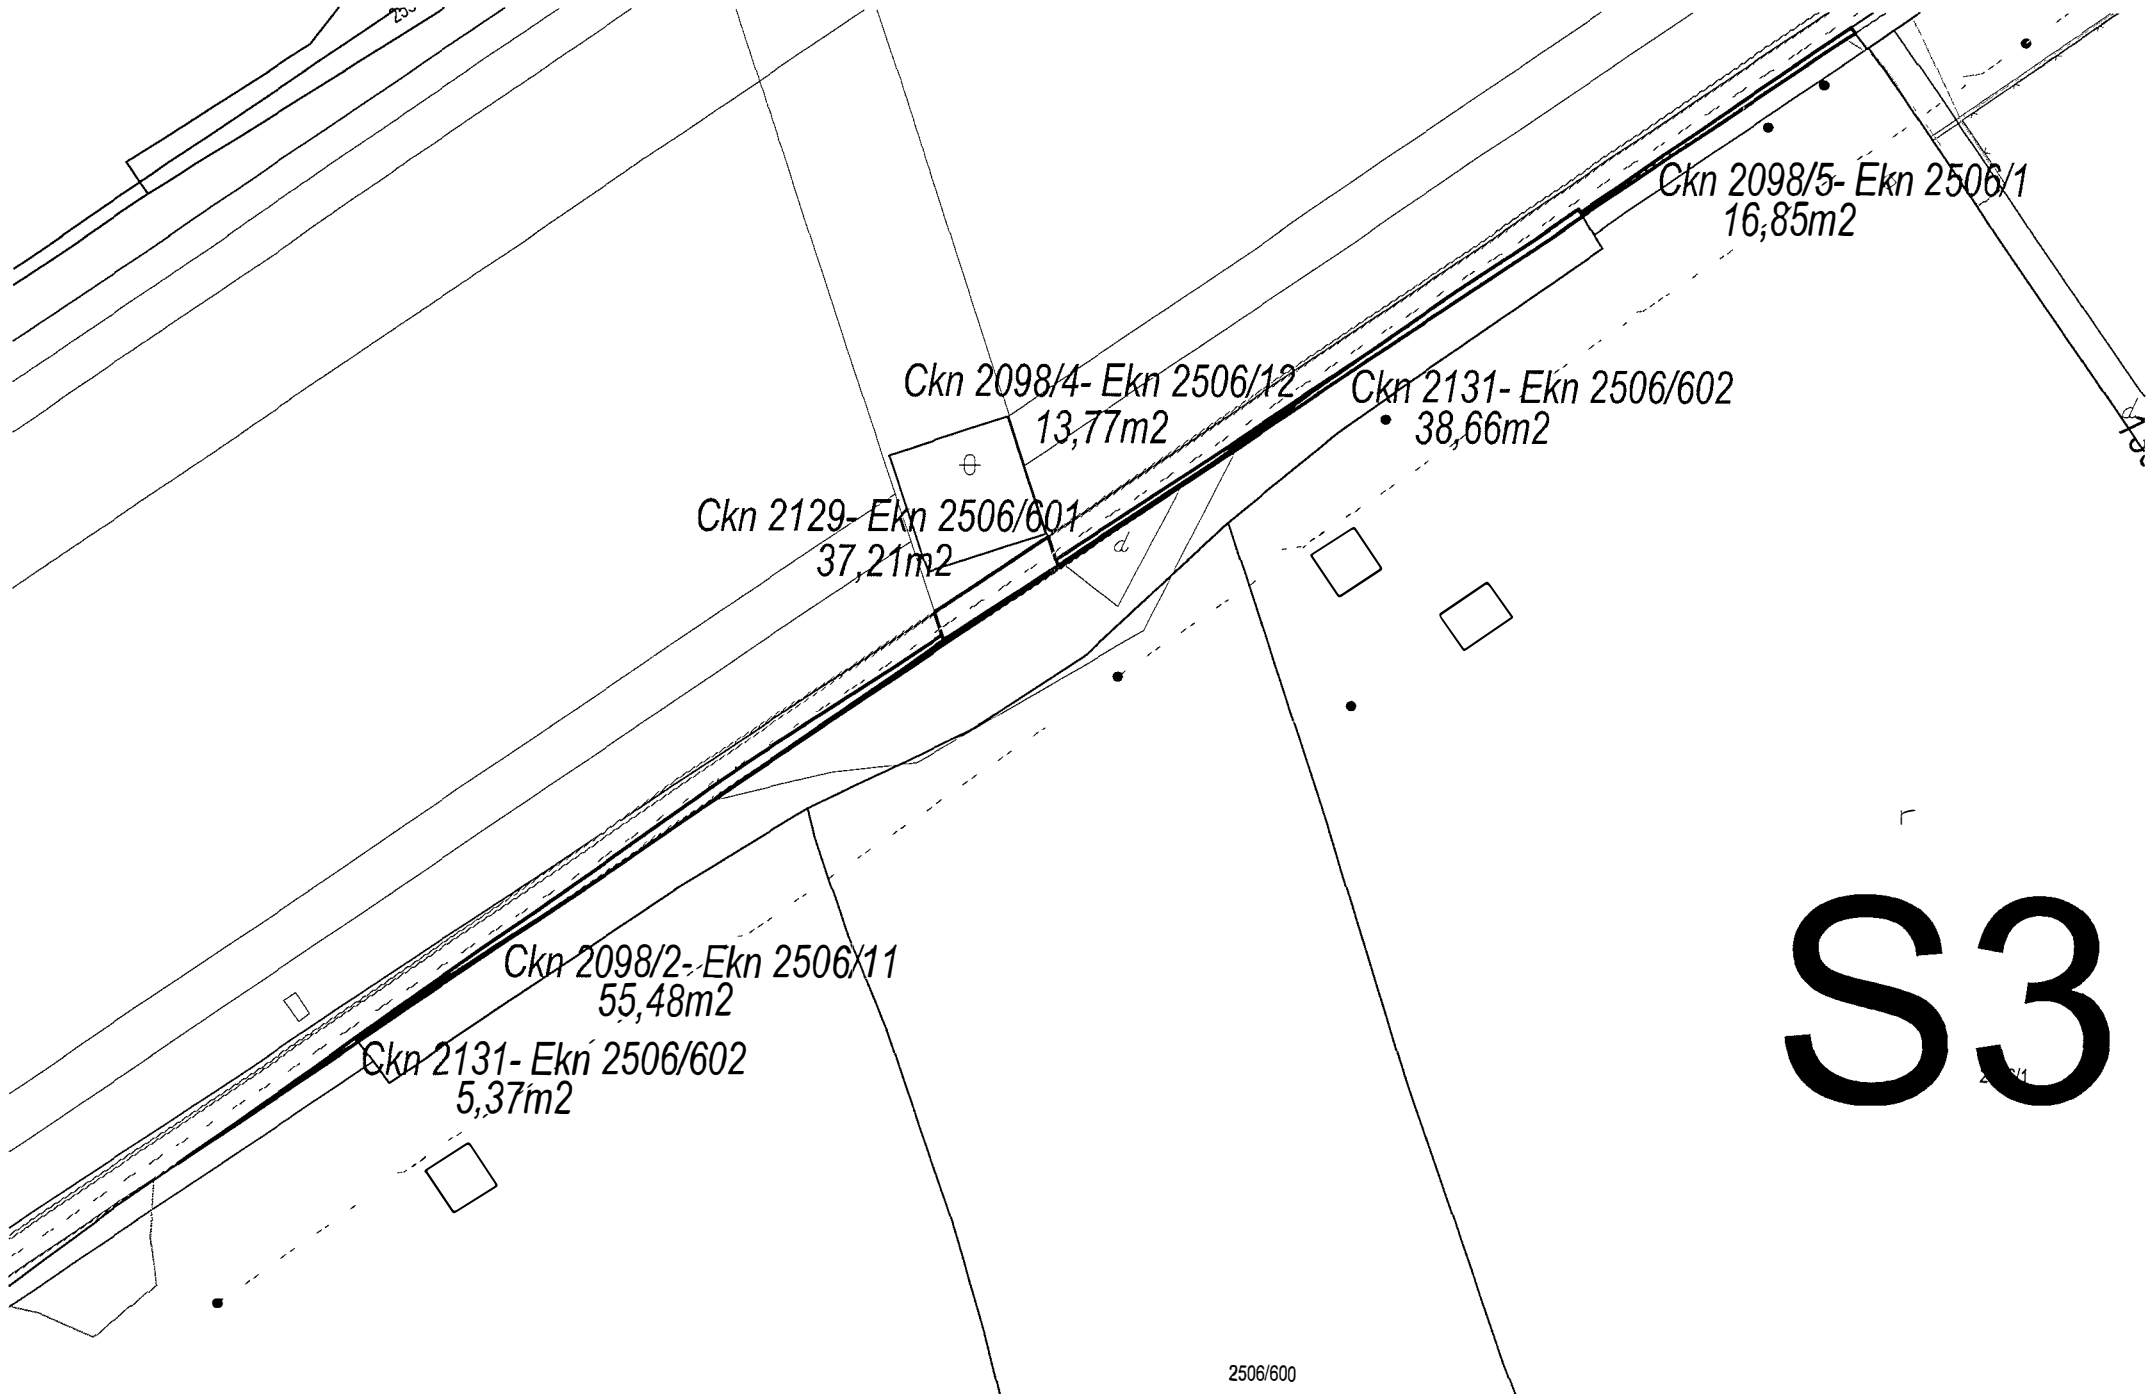 Ckn 2098/5- Ekn 2506/1
16,85m2
Ckn 2098/4- Ekn 2506/12
13,77m2
Ckn 2131- Ekn 2506/602
38,66m2
Ckn 2129- Ekn 2506/601
37,21m2
d
d
r
Ckn 2098/2- Ekn 2506/11
55,48m2
S3
Ckn 2131- Ekn 2506/602
5,37m2
2506/600